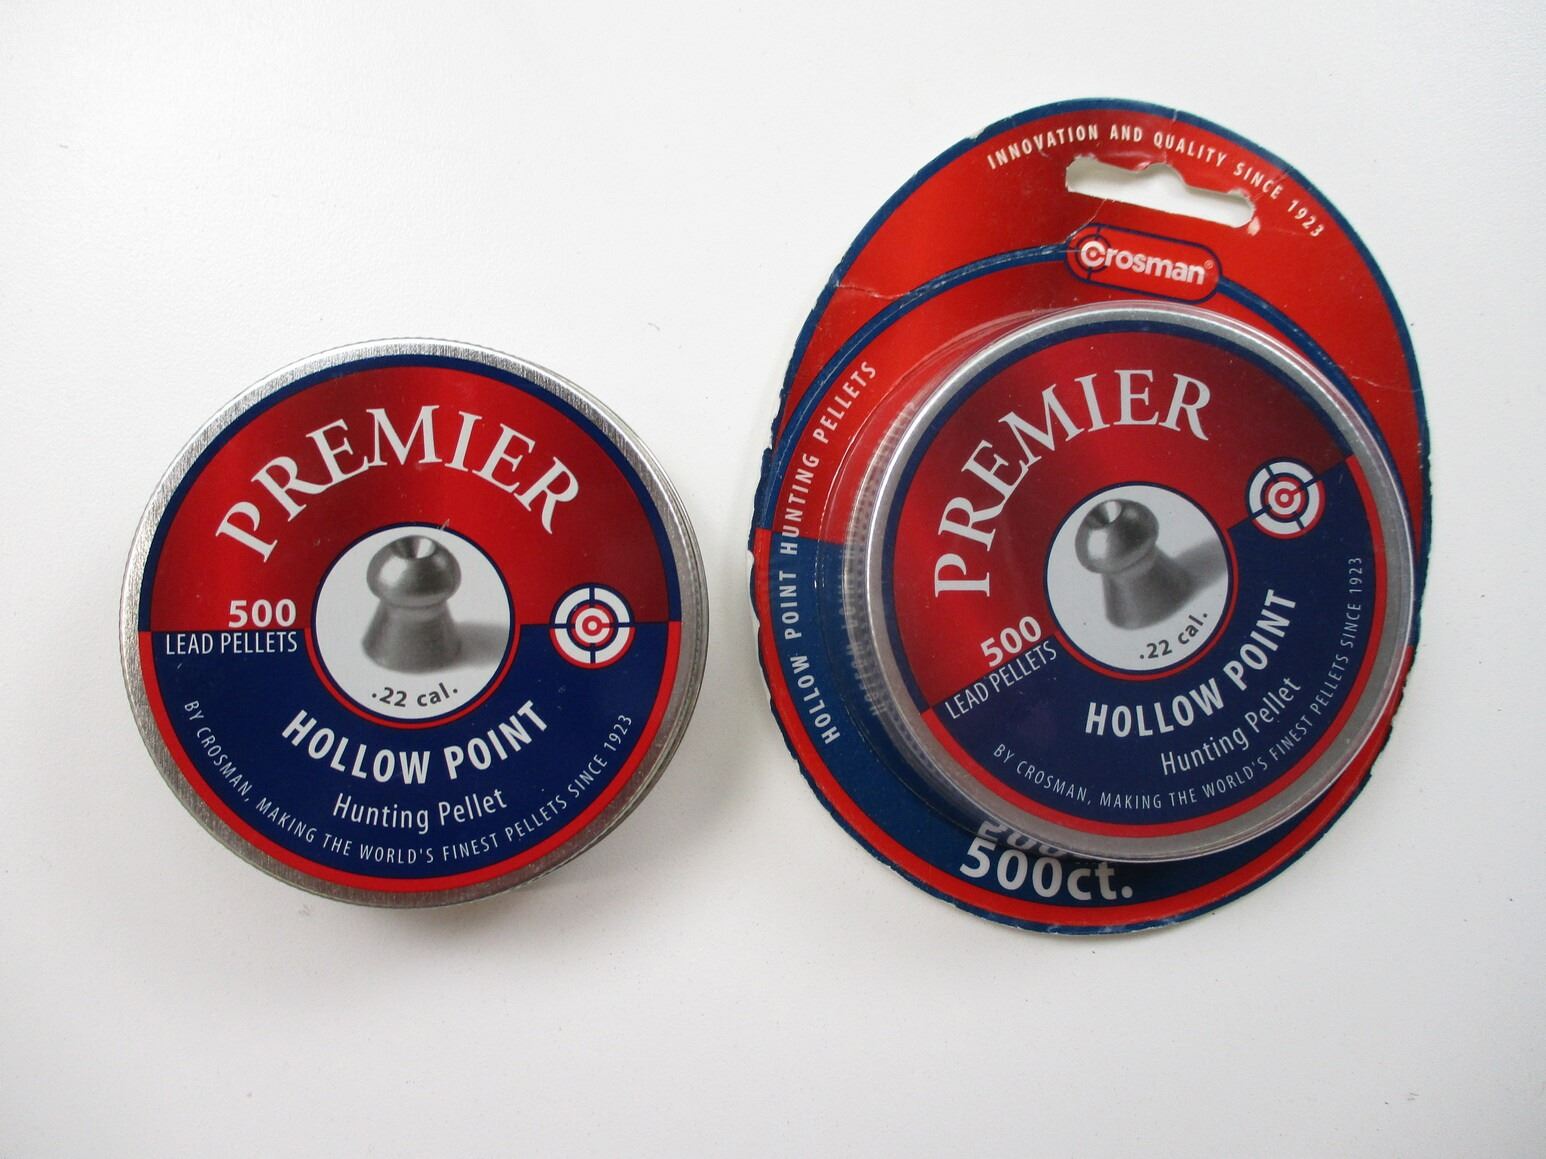 PREMIER
500
LEAD PELLETS
.22 cal.
HOLLOW POINT
Hunting Pellet
BY CROSMAN, MAKING THE WORLD'S FINEST PELLETS SINCE 1923
INNOVATION AND QUALITY SINCE 1923
Crosman®
HOLLOW POINT HUNTING PELLETS
PREMIER
500
LEAD PELLETS
.22 cal.
HOLLOW POINT
Hunting Pellet
BY CROSMAN, MAKING THE WORLD'S FINEST PELLETS SINCE 1923
500ct.